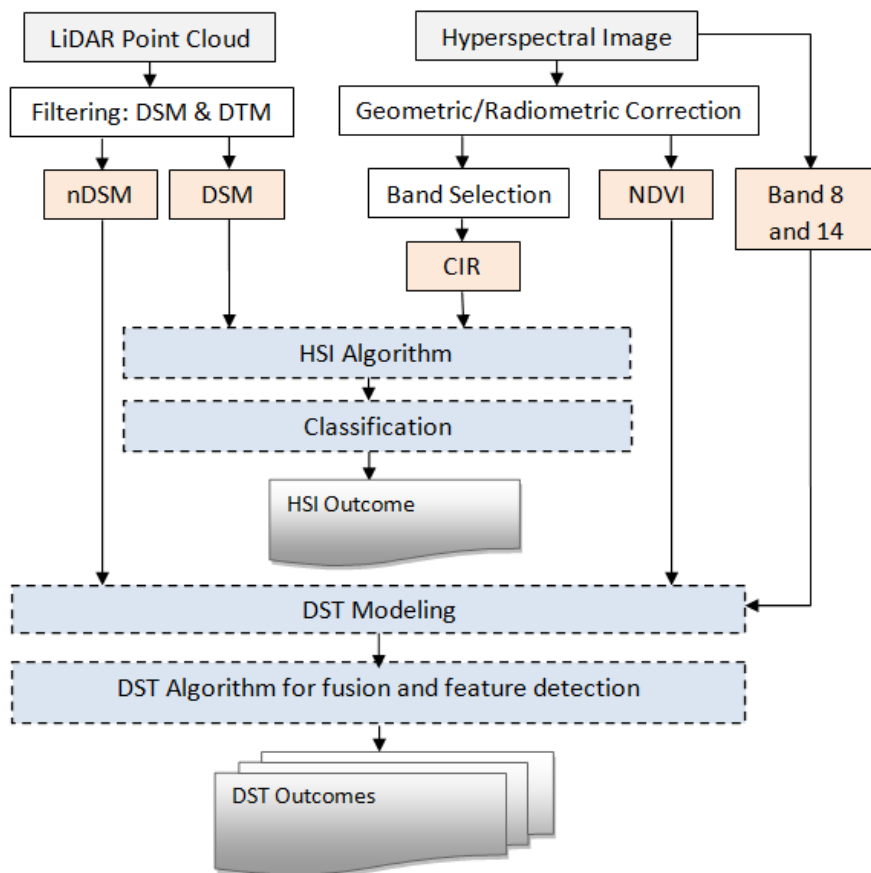 LiDAR Point Cloud
Hyperspectral Image
Filtering: DSM & DTM
Geometric/Radiometric Correction
nDSM
DSM
Band Selection
NDVI
Band 8
and 14
CIR
HSI Algorithm
Classification
HSI Outcome
DST Modeling
DST Algorithm for fusion and feature detection
DST Outcomes